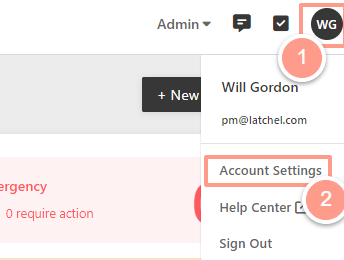 Admin
WG
1
Will Gordon
+ New
pm@latchel.com
ergency
0 require action
Account Settings
2
Help Center
Sign Out